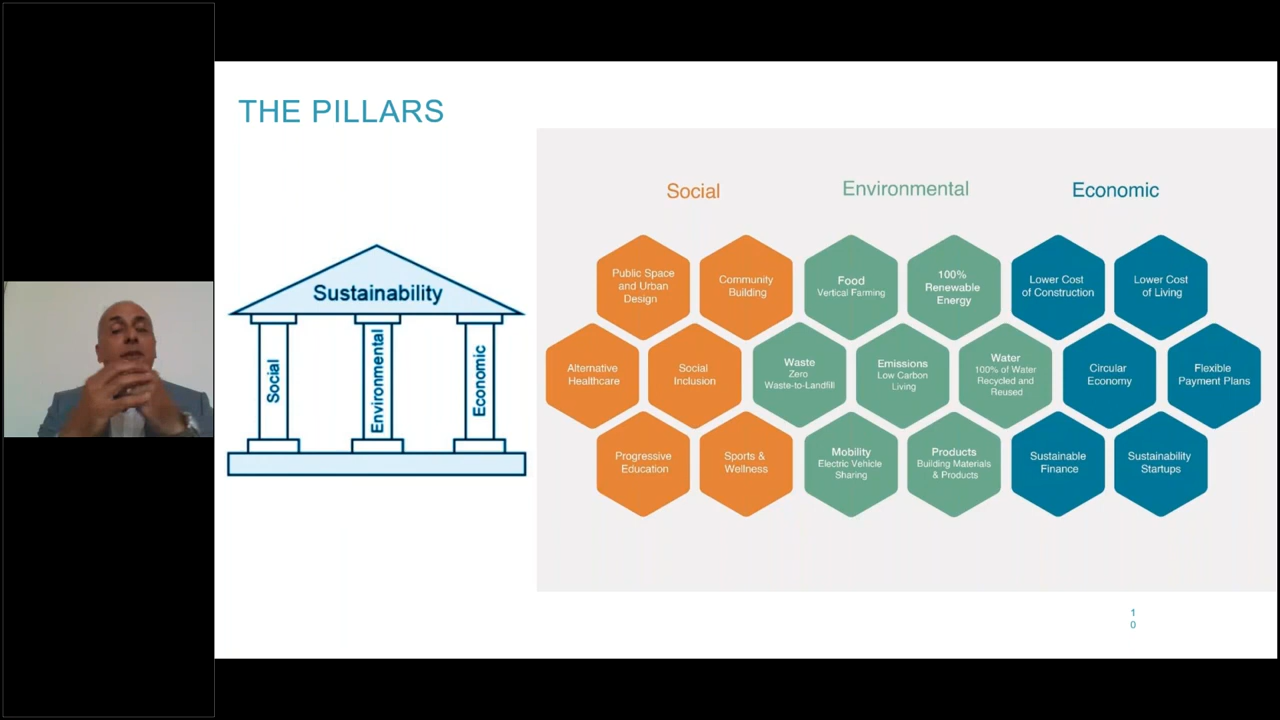 THE PILLARS
Sustainability
Social
Environmental
Economic
Social
Environmental
Economic
Public Space
and Urban
Design
Community
Building
Food
Vertical Farming
100%
Renewable
Energy
Lower Cost
of Construction
Lower Cost
of Living
Alternative
Healthcare
Social
Inclusion
Waste
Zero
Waste-to-Landfill
Emissions
Low Carbon
Living
Water
100% of Water
Recycled and
Reused
Circular
Economy
Flexible
Payment Plans
Progressive
Education
Sports &
Wellness
Mobility
Electric Vehicle
Sharing
Products
Building Materials
& Products
Sustainable
Finance
Sustainability
Startups
1
0